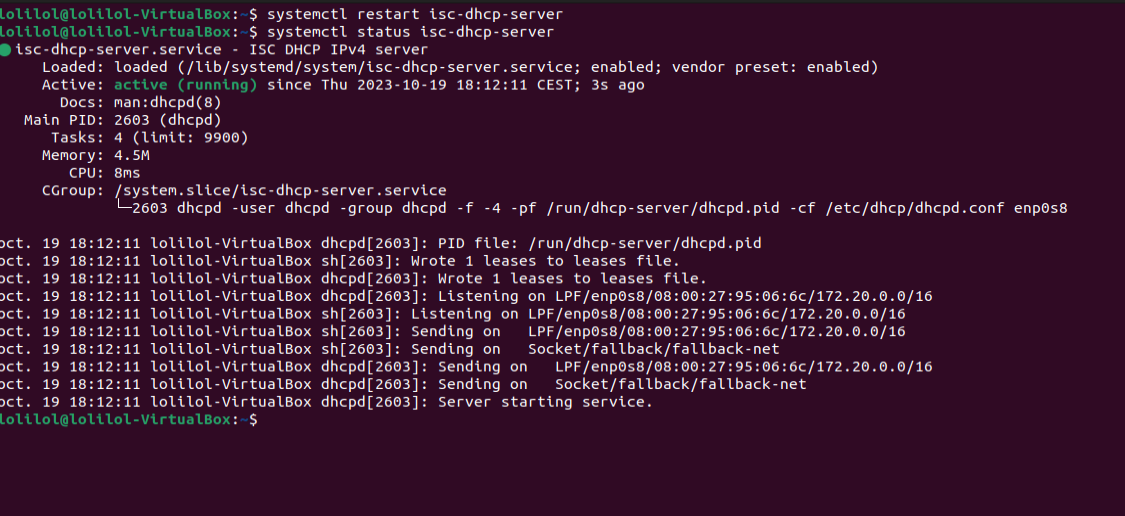 lolilol@lolilol-VirtualBox:~$ systemctl restart isc-dhcp-server
lolilol@lolilol-VirtualBox:~$ systemctl status isc-dhcp-server
● isc-dhcp-server.service - ISC DHCP IPv4 server
Loaded: loaded (/lib/systemd/system/isc-dhcp-server.service; enabled; vendor preset: enabled)
Active: active (running) since Thu 2023-10-19 18:12:11 CEST; 3s ago
Docs: man:dhcpd(8)
Main PID: 2603 (dhcpd)
Tasks: 4 (limit: 9900)
Memory: 4.5M
CPU: 8ms
CGroup: /system.slice/isc-dhcp-server.service
└─2603 dhcpd -user dhcpd -group dhcpd -f -4 -pf /run/dhcp-server/dhcpd.pid -cf /etc/dhcp/dhcpd.conf enp0s8
oct. 19 18:12:11 lolilol-VirtualBox dhcpd[2603]: PID file: /run/dhcp-server/dhcpd.pid
oct. 19 18:12:11 lolilol-VirtualBox sh[2603]: Wrote 1 leases to leases file.
oct. 19 18:12:11 lolilol-VirtualBox dhcpd[2603]: Wrote 1 leases to leases file.
oct. 19 18:12:11 lolilol-VirtualBox dhcpd[2603]: Listening on LPF/enp0s8/08:00:27:95:06:6c/172.20.0.0/16
oct. 19 18:12:11 lolilol-VirtualBox sh[2603]: Listening on LPF/enp0s8/08:00:27:95:06:6c/172.20.0.0/16
oct. 19 18:12:11 lolilol-VirtualBox sh[2603]: Sending on   LPF/enp0s8/08:00:27:95:06:6c/172.20.0.0/16
oct. 19 18:12:11 lolilol-VirtualBox sh[2603]: Sending on   Socket/fallback/fallback-net
oct. 19 18:12:11 lolilol-VirtualBox dhcpd[2603]: Sending on   LPF/enp0s8/08:00:27:95:06:6c/172.20.0.0/16
oct. 19 18:12:11 lolilol-VirtualBox dhcpd[2603]: Sending on   Socket/fallback/fallback-net
oct. 19 18:12:11 lolilol-VirtualBox dhcpd[2603]: Server starting service.
lolilol@lolilol-VirtualBox:~$